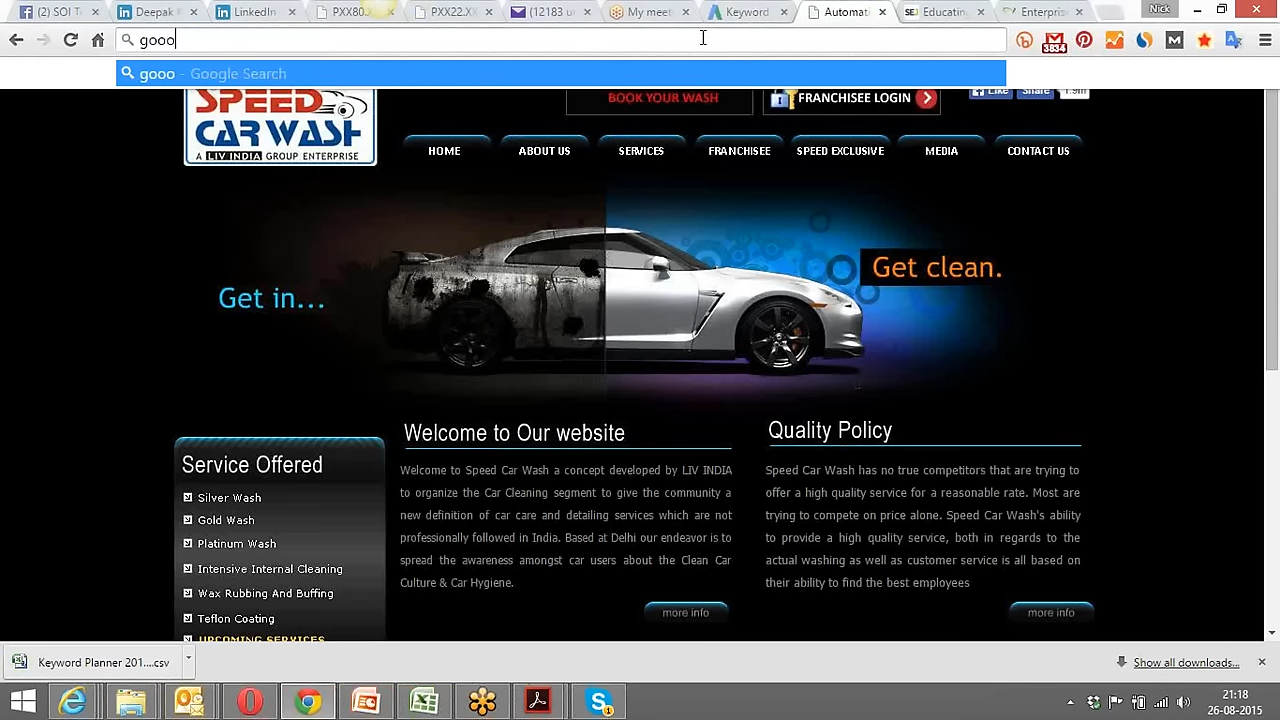 (2) SOI T
Deepak
LinkedIn
PXX80.
PXX22.X
(12183 u
My meet
Keyword
Automat
Educatin
Enterpris
Nick
gooo
3834
gooo - Google Search
SPEED
CAR WASH
A LIV INDIA GROUP ENTERPRISE
BOOK YOUR WASH
FRANCHISEE LOGIN
Like
Share
1.9m
HOME
ABOUT US
SERVICES
FRANCHISEE
SPEED EXCLUSIVE
MEDIA
CONTACT US
Get in...
Get clean.
Service Offered
Silver Wash
Gold Wash
Platinum Wash
Intensive Internal Cleaning
Wax Rubbing And Buffing
Teflon Coating
UPCOMING SERVICES
Welcome to Our website
Welcome to Speed Car Wash a concept developed by LIV INDIA
to organize the Car Cleaning segment to give the community a
new definition of car care and detailing services which are not
professionally followed in India. Based at Delhi our endeavor is to
spread the awareness amongst car users about the Clean Car
Culture & Car Hygiene.
more info
Quality Policy
Speed Car Wash has no true competitors that are trying to
offer a high quality service for a reasonable rate. Most are
trying to compete on price alone. Speed Car Wash's ability
to provide a high quality service, both in regards to the
actual washing as well as customer service is all based on
their ability to find the best employees
more info
Keyword Planner 201....csv
Show all downloads...
21:18
26-08-2015